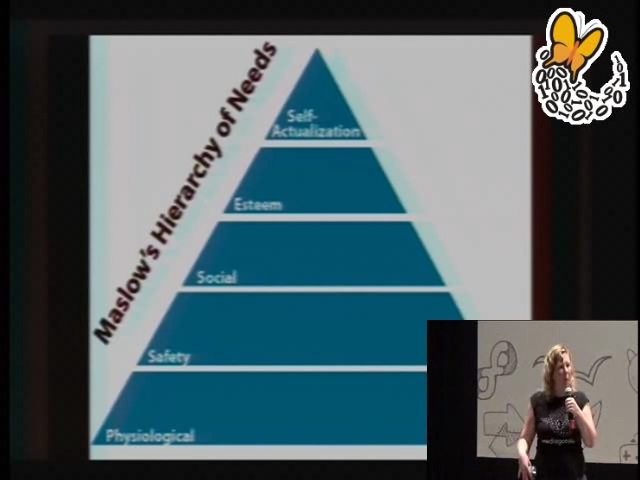 Maslow's Hierarchy of Needs
Self-
Actualization
Esteem
Social
Safety
Physiological